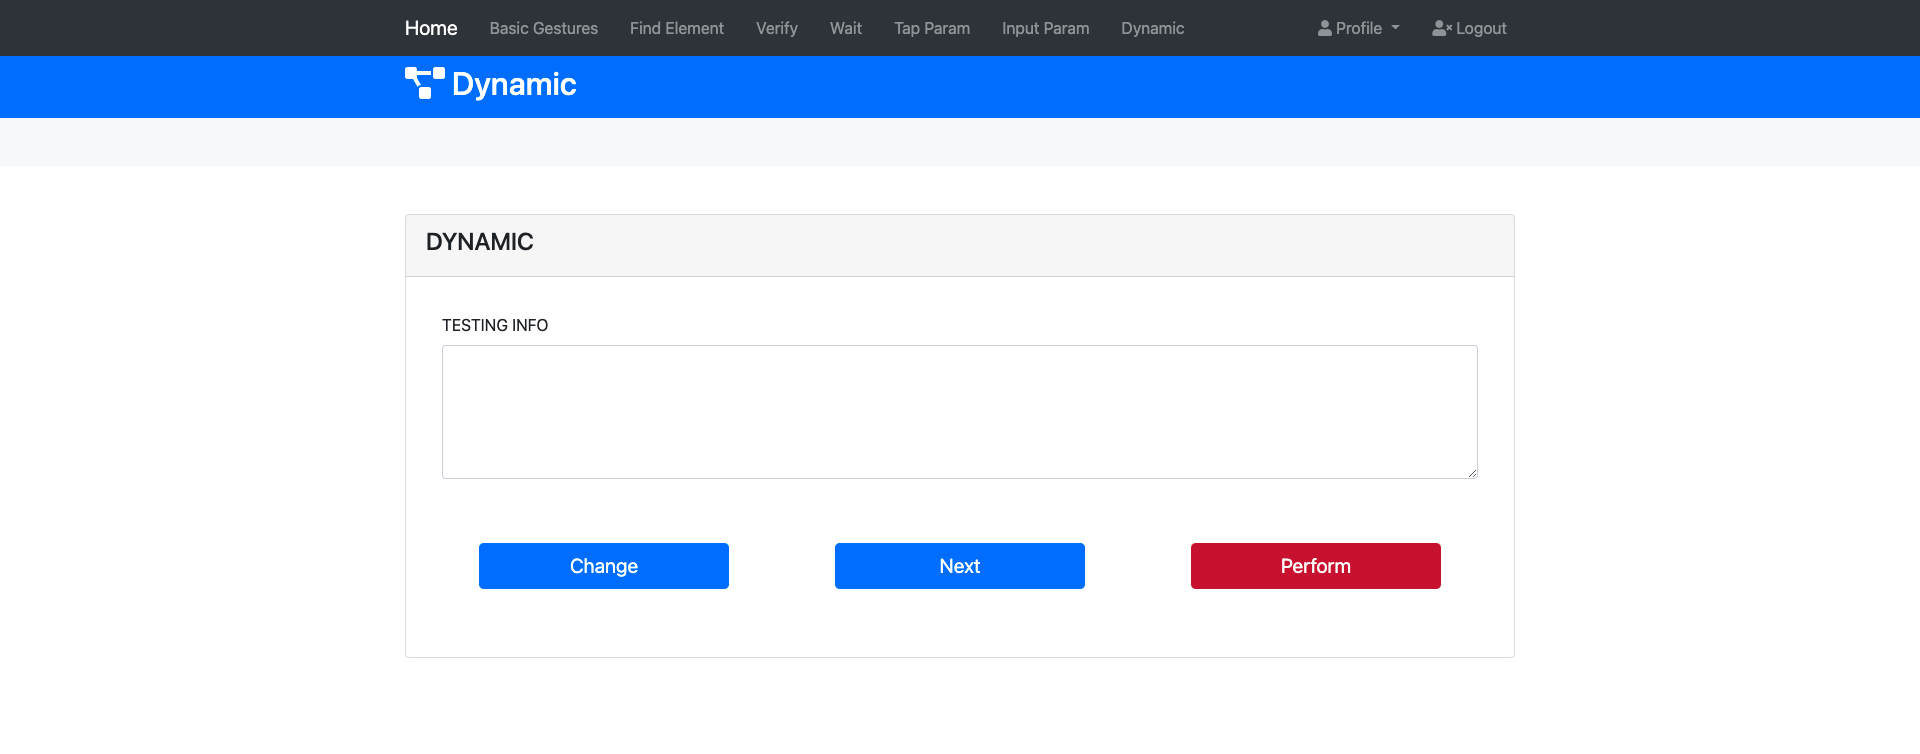 Home Basic Gestures Find Element Verify Wait Tap Param Input Param Dynamic Profile Logout
Dynamic
DYNAMIC
TESTING INFO
Change Next Perform